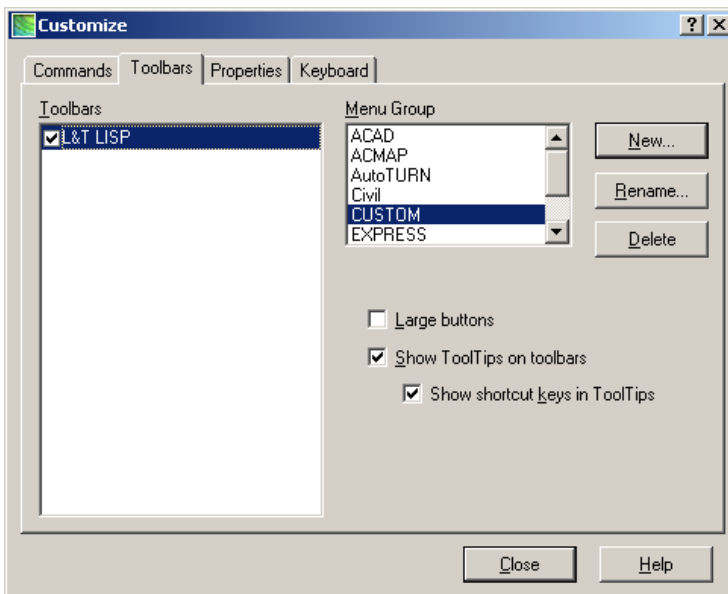 Customize
Commands Toolbars Properties Keyboard
Toolbars
L&T LISP
Menu Group
ACAD
ACMAP
AutoTURN
Civil
CUSTOM
EXPRESS
New...
Rename...
Delete
Large buttons
Show ToolTips on toolbars
Show shortcut keys in ToolTips
Close Help